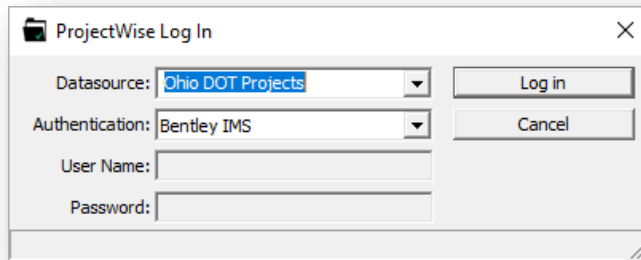 ProjectWise Log In
Datasource: Ohio DOT Projects Log in
Authentication: Bentley IMS Cancel
User Name:
Password: